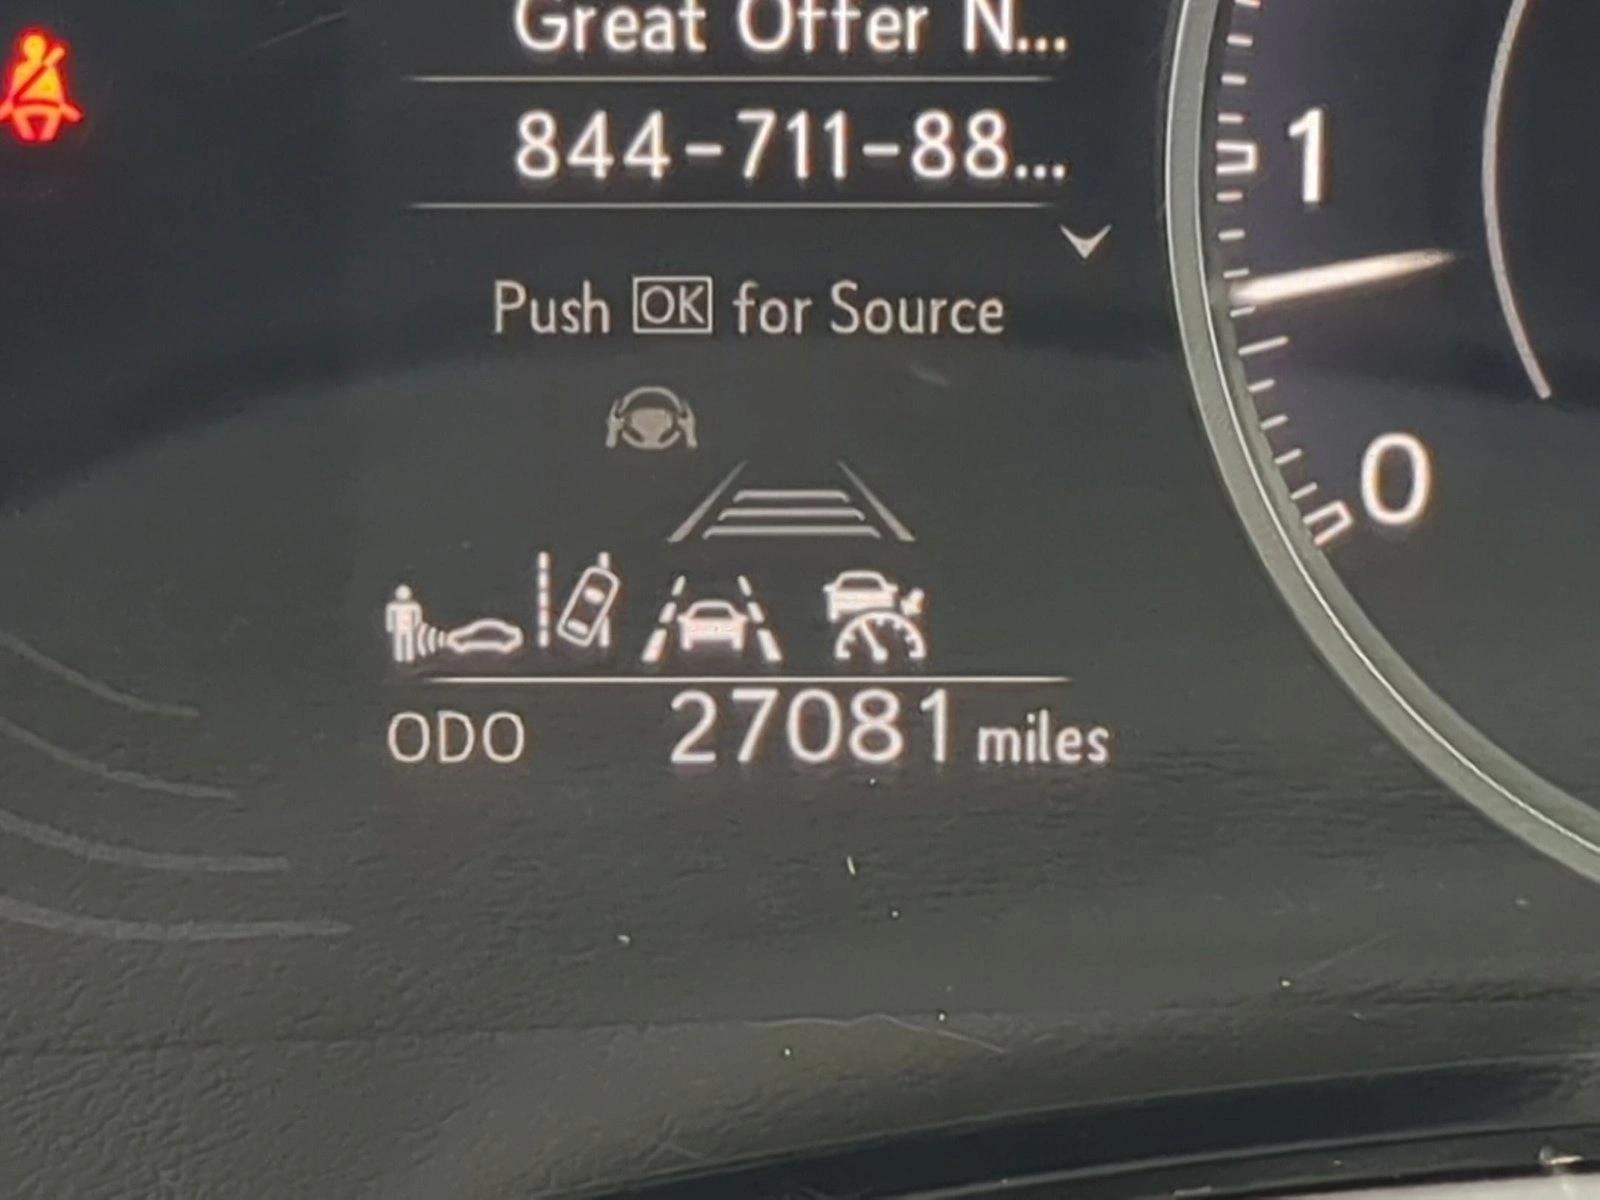 Great Offer N...
844-711-88...
Push OK for Source
1
0
ODO 27081 miles